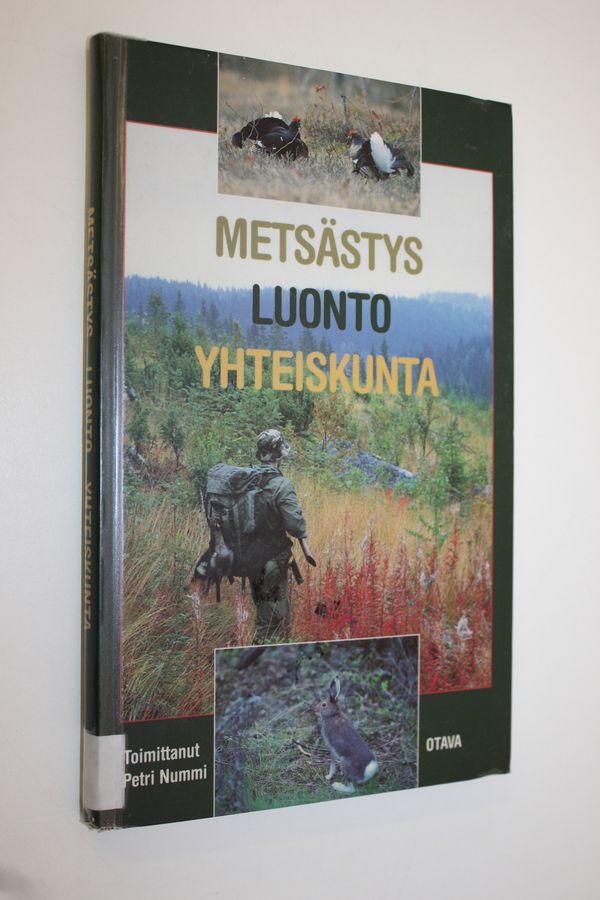 METSÄSTYS
LUONTO
YHTEISKUNTA
Toimittanut
Petri Nummi
OTAVA
METSÄSTYS LUONTO YHTEISKUNTA